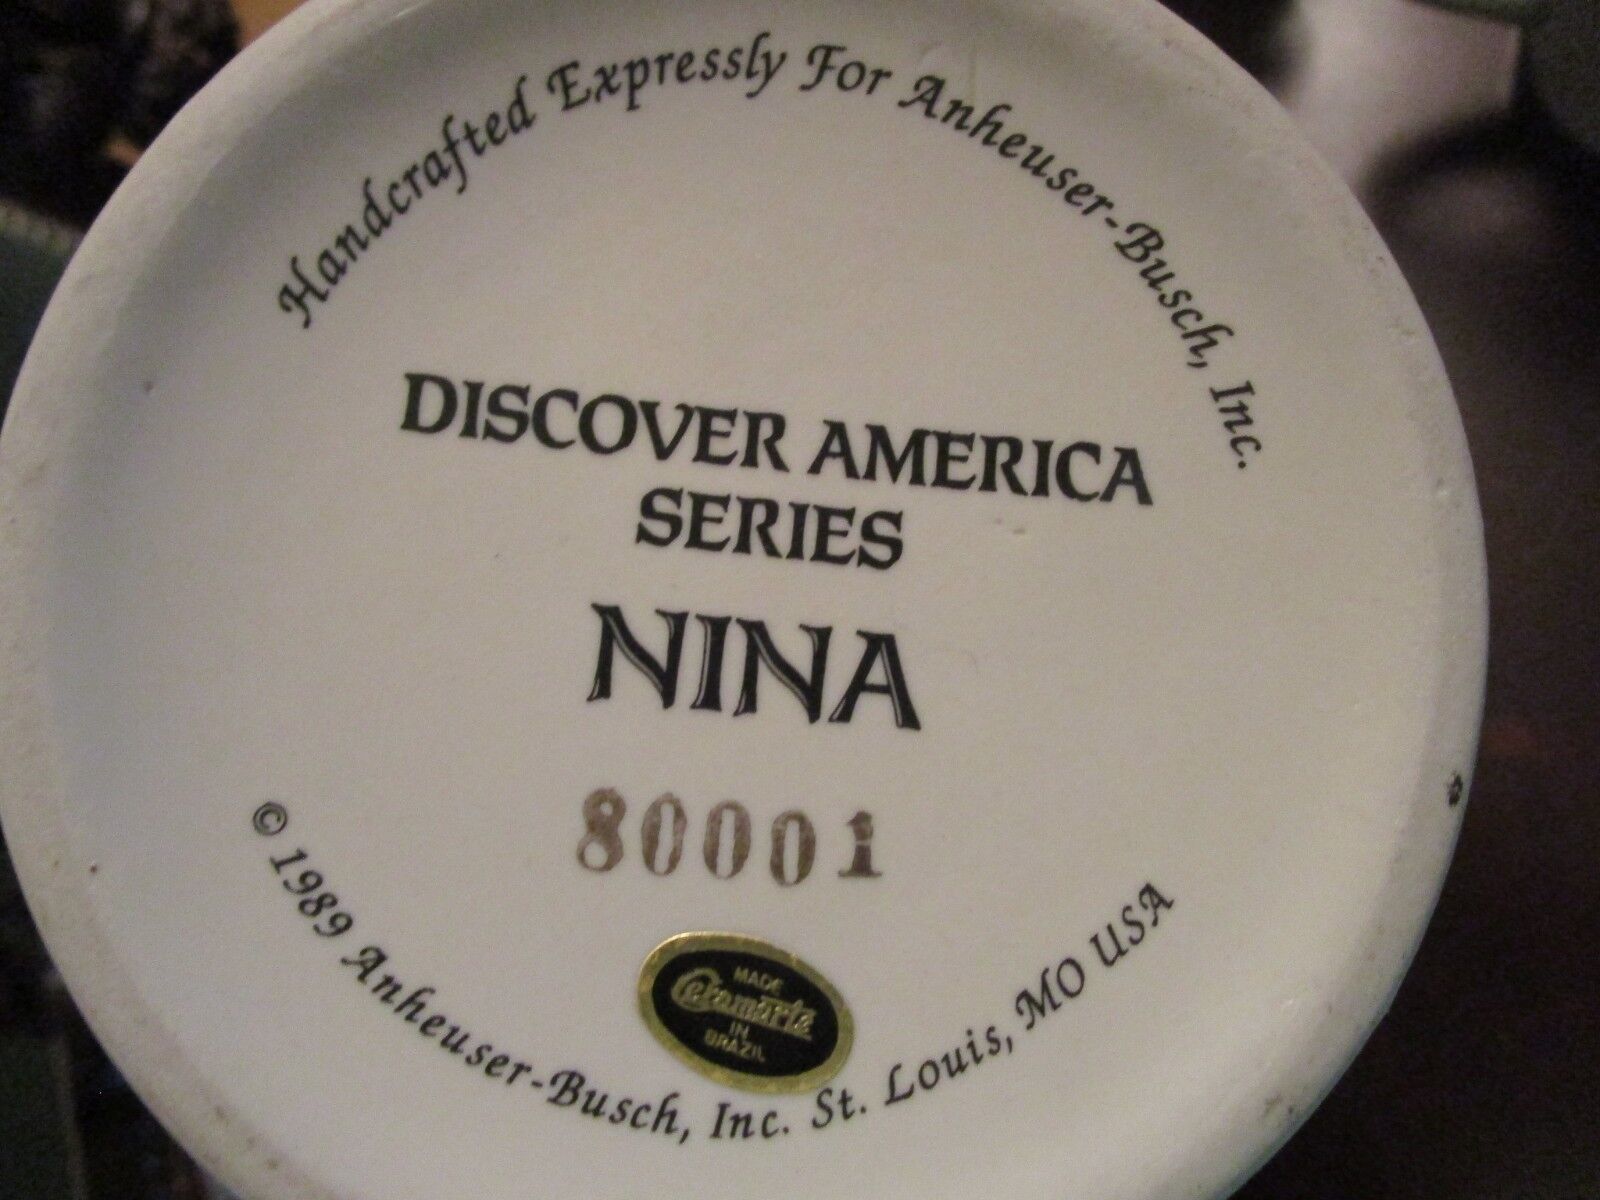 Handcrafted Expressly For Anheuser-Busch, Inc.
DISCOVER AMERICA
SERIES
NINA
80001
MADE
Ceramarte
IN
BRAZIL
© 1989 Anheuser-Busch, Inc. St. Louis, MO USA